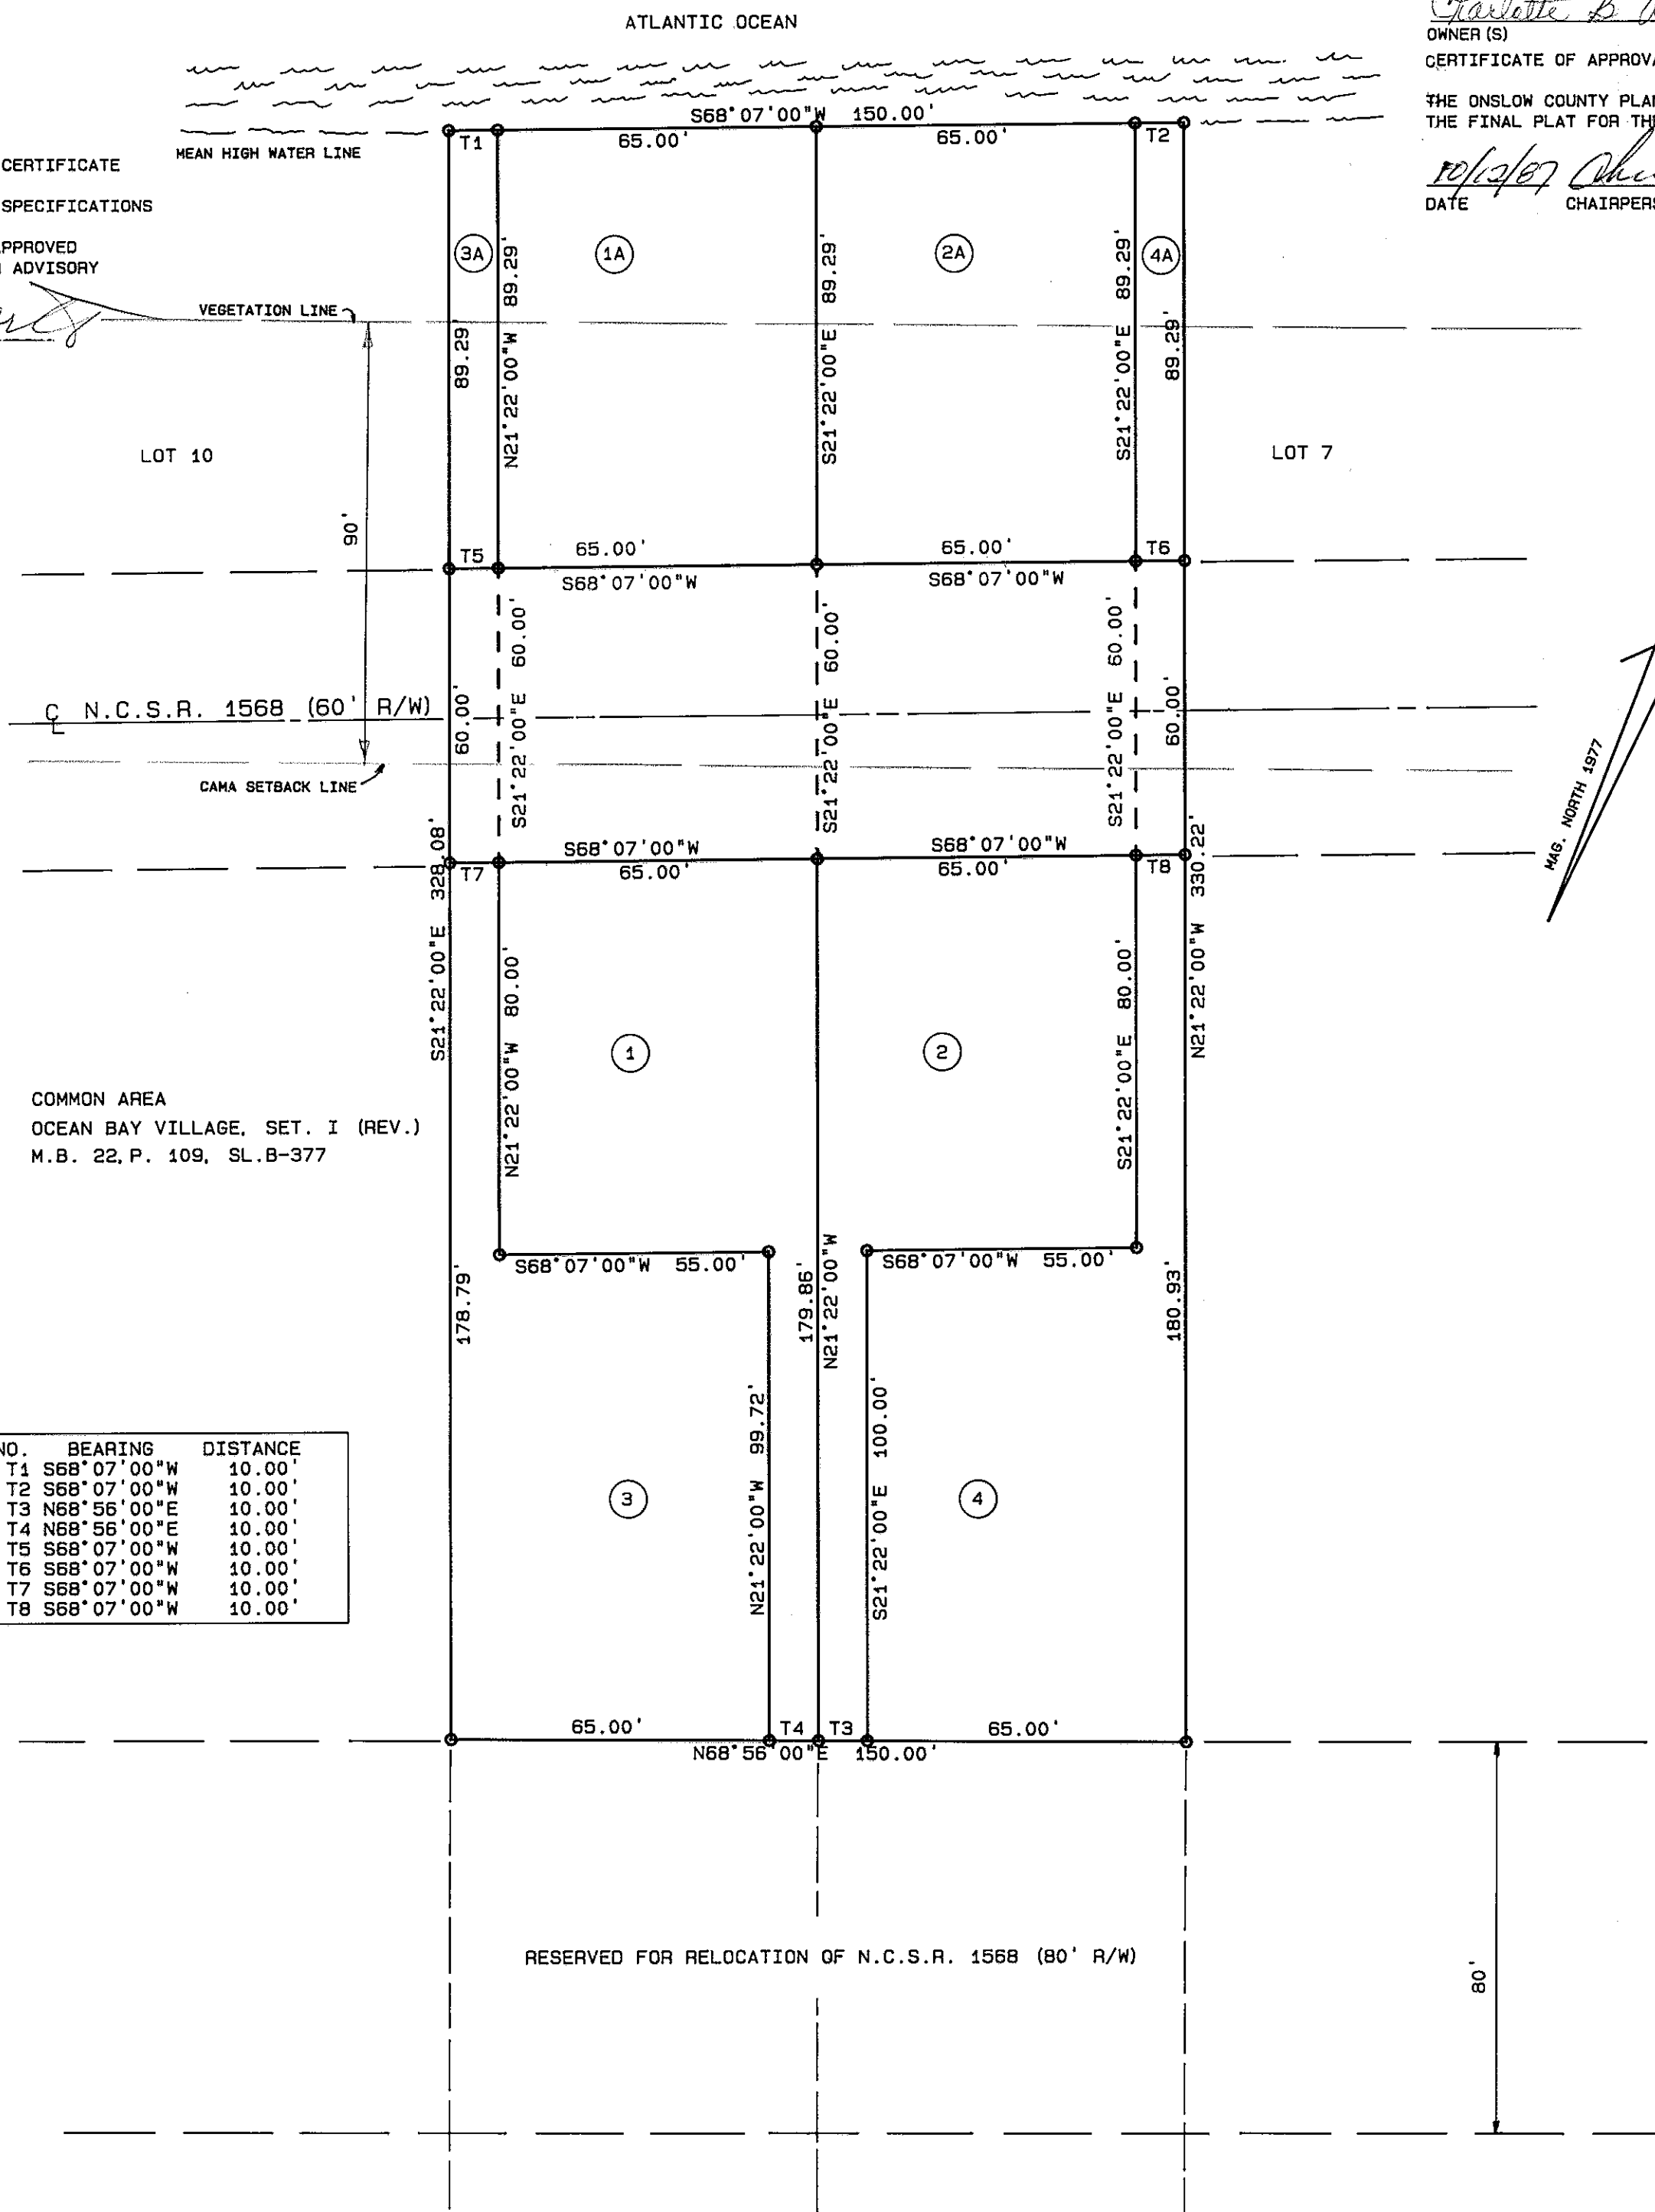 ATLANTIC OCEAN
Charlotte B
OWNER (S)
CERTIFICATE OF APPROVA
THE ONSLOW COUNTY PLA
THE FINAL PLAT FOR THE
10/12/87
DATE CHAIRPERS
CERTIFICATE
SPECIFICATIONS
PPROVED
ADVISORY
MEAN HIGH WATER LINE
S68°07'00"W 150.00'
T1 65.00' 65.00' T2
3A 1A 2A 4A
89.29' 89.29' 89.29' 89.29' 89.29'
N21°22'00"W S21°22'00"E S21°22'00"E
VEGETATION LINE
LOT 10
LOT 7
90'
T5 65.00' 65.00' T6
S68°07'00"W S68°07'00"W
60.00' S21°22'00"E 60.00' S21°22'00"E 60.00' S21°22'00"E 60.00' 60.00'
C L N.C.S.R. 1568 (60' R/W)
CAMA SETBACK LINE
MAG. NORTH 1977
S68°07'00"W S68°07'00"W
T7 65.00' 65.00' T8
S21°22'00"E 328.08'
N21°22'00"W 330.22'
N21°22'00"W 80.00'
S21°22'00"E 80.00'
1 2
COMMON AREA
OCEAN BAY VILLAGE, SET. I (REV.)
M.B. 22, P. 109, SL.B-377
S68°07'00"W 55.00' S68°07'00"W 55.00'
178.79'
179.86'
N21°22'00"W
180.93'
N21°22'00"W 99.72'
S21°22'00"E 100.00'
3 4
NO. BEARING DISTANCE
T1 S68°07'00"W 10.00'
T2 S68°07'00"W 10.00'
T3 N68°56'00"E 10.00'
T4 N68°56'00"E 10.00'
T5 S68°07'00"W 10.00'
T6 S68°07'00"W 10.00'
T7 S68°07'00"W 10.00'
T8 S68°07'00"W 10.00'
65.00' T4 T3 65.00'
N68°56'00"E 150.00'
RESERVED FOR RELOCATION OF N.C.S.R. 1568 (80' R/W)
80'